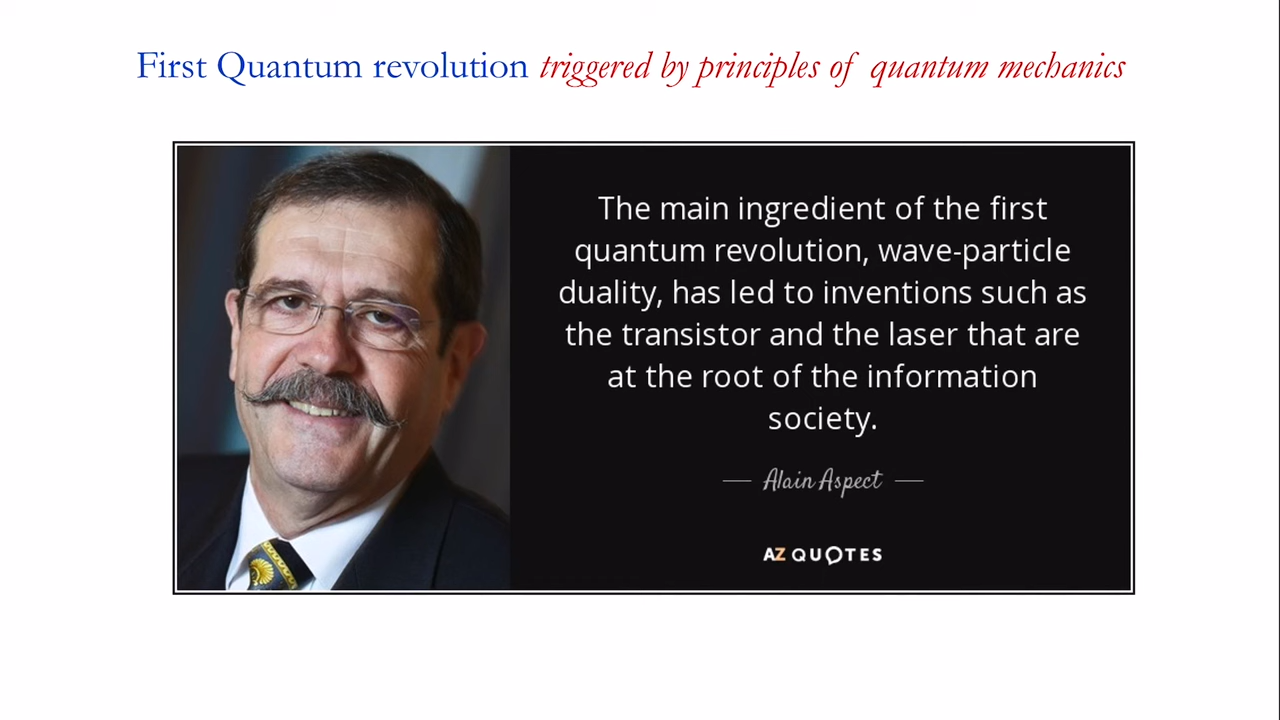 First Quantum revolution triggered by principles of quantum mechanics
The main ingredient of the first
quantum revolution, wave-particle
duality, has led to inventions such as
the transistor and the laser that are
at the root of the information
society.
Alain Aspect
AZ QUOTES